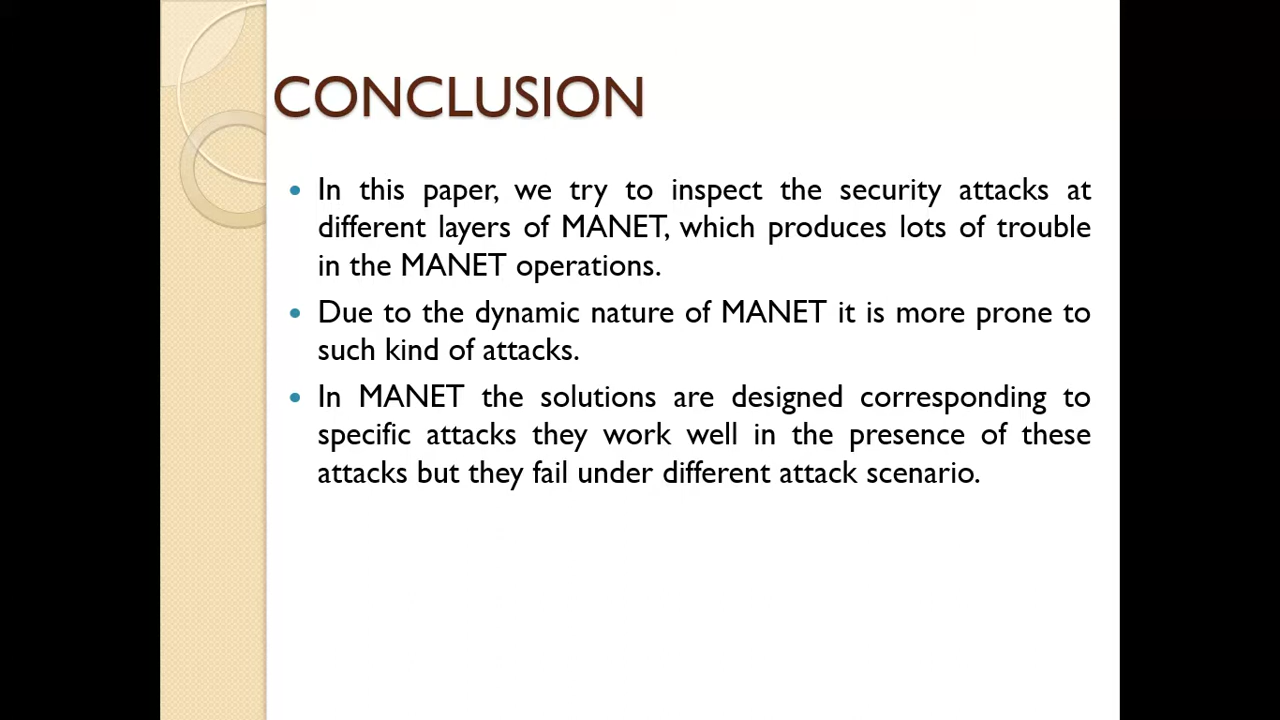 CONCLUSION
In this paper, we try to inspect the security attacks at
different layers of MANET, which produces lots of trouble
in the MANET operations.
Due to the dynamic nature of MANET it is more prone to
such kind of attacks.
In MANET the solutions are designed corresponding to
specific attacks they work well in the presence of these
attacks but they fail under different attack scenario.